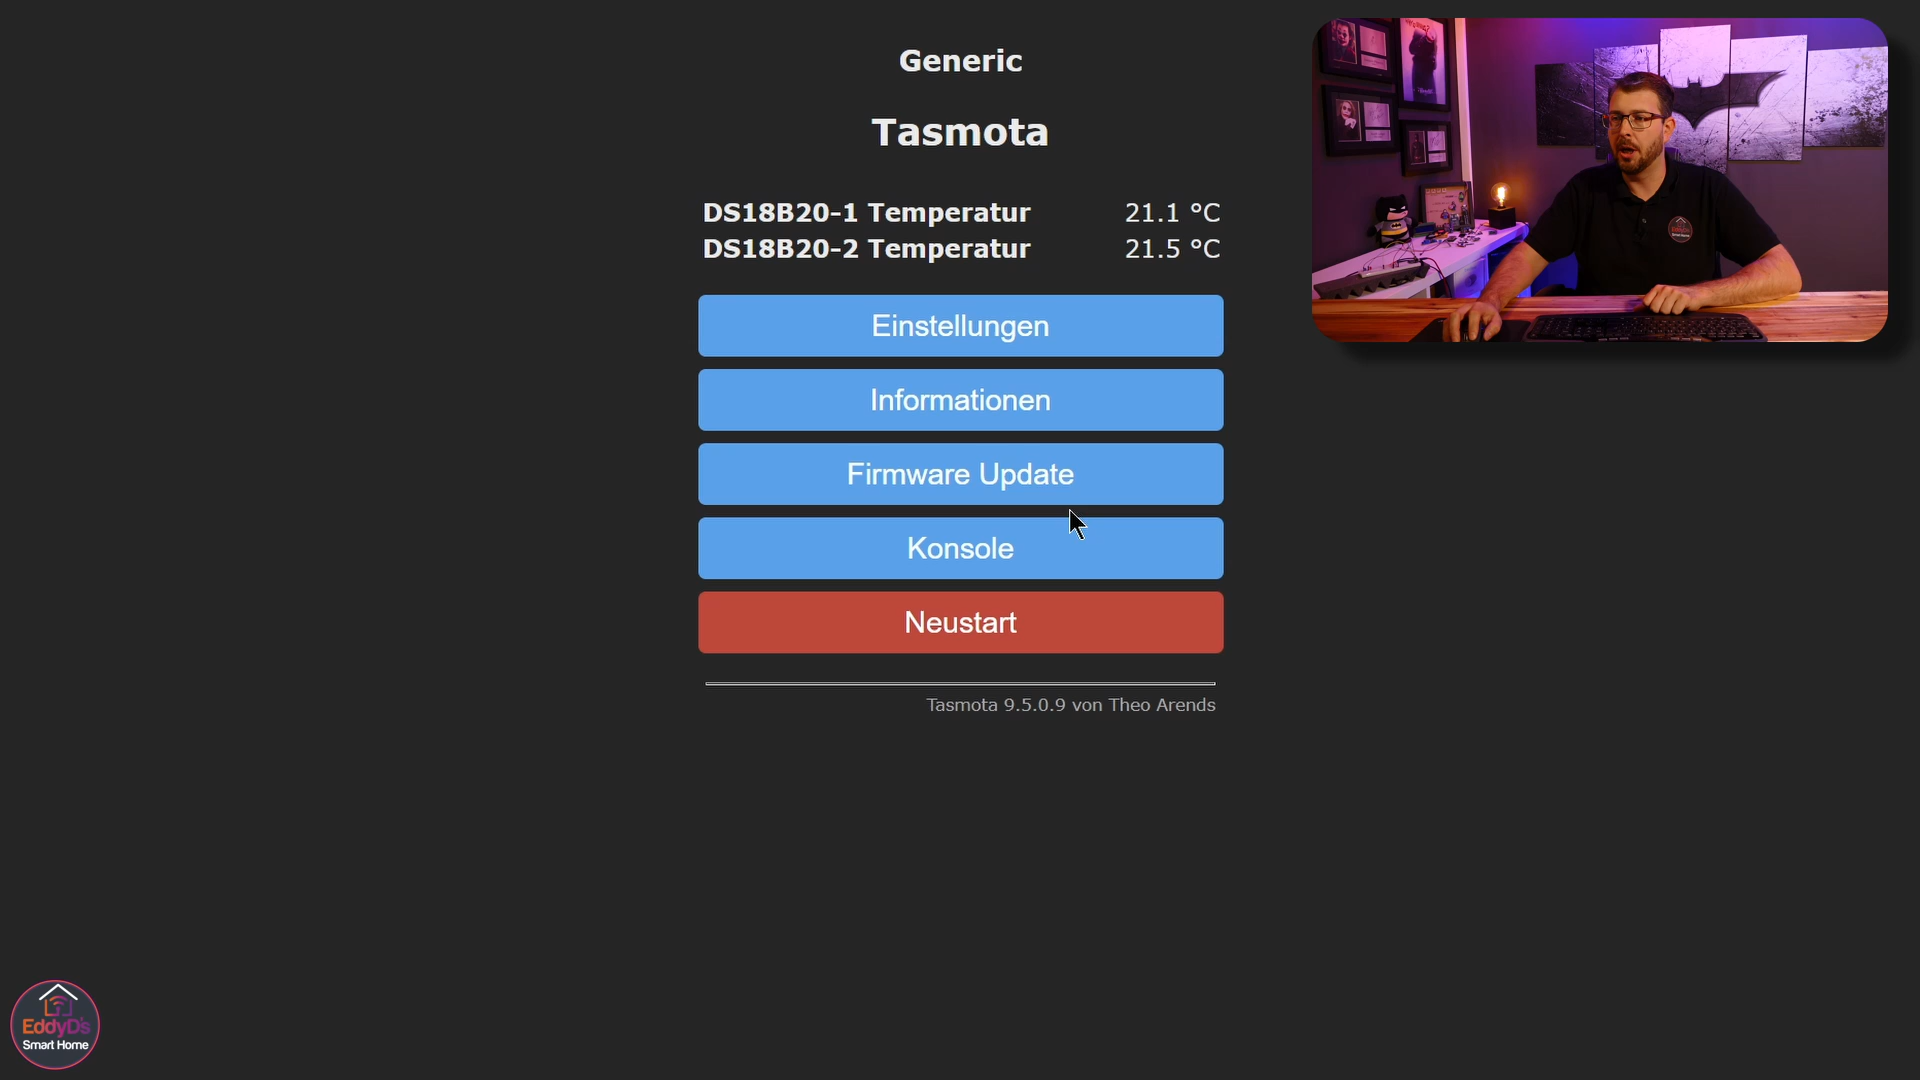 Generic
Tasmota
DS18B20-1 Temperatur 21.1 °C
DS18B20-2 Temperatur 21.5 °C
Einstellungen
Informationen
Firmware Update
Konsole
Neustart
Tasmota 9.5.0.9 von Theo Arends
EddyD's
Smart Home